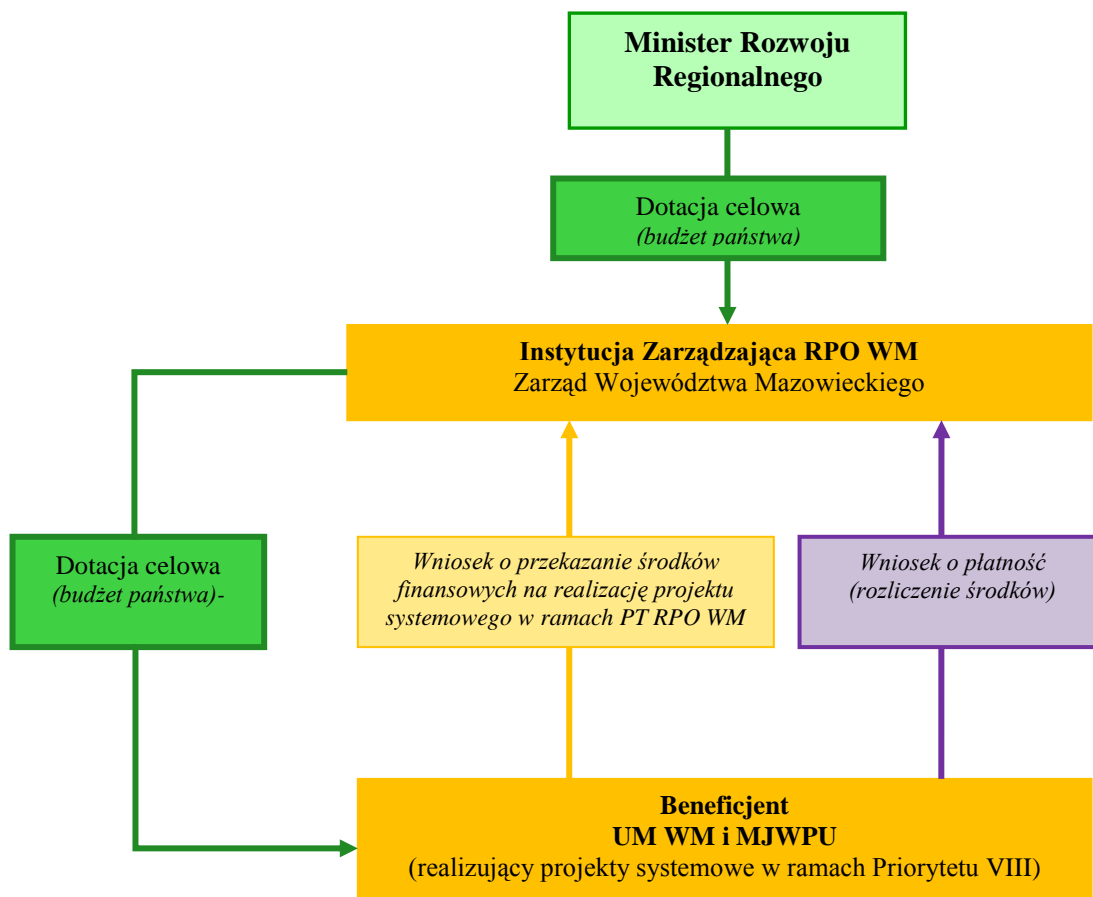 Minister Rozwoju
Regionalnego
Dotacja celowa
(budżet państwa)
Instytucja Zarządzająca RPO WM
Zarząd Województwa Mazowieckiego
Dotacja celowa
(budżet państwa)-
Wniosek o przekazanie środków
finansowych na realizację projektu
systemowego w ramach PT RPO WM
Wniosek o płatność
(rozliczenie środków)
Beneficjent
UM WM i MJWPU
(realizujący projekty systemowe w ramach Priorytetu VIII)